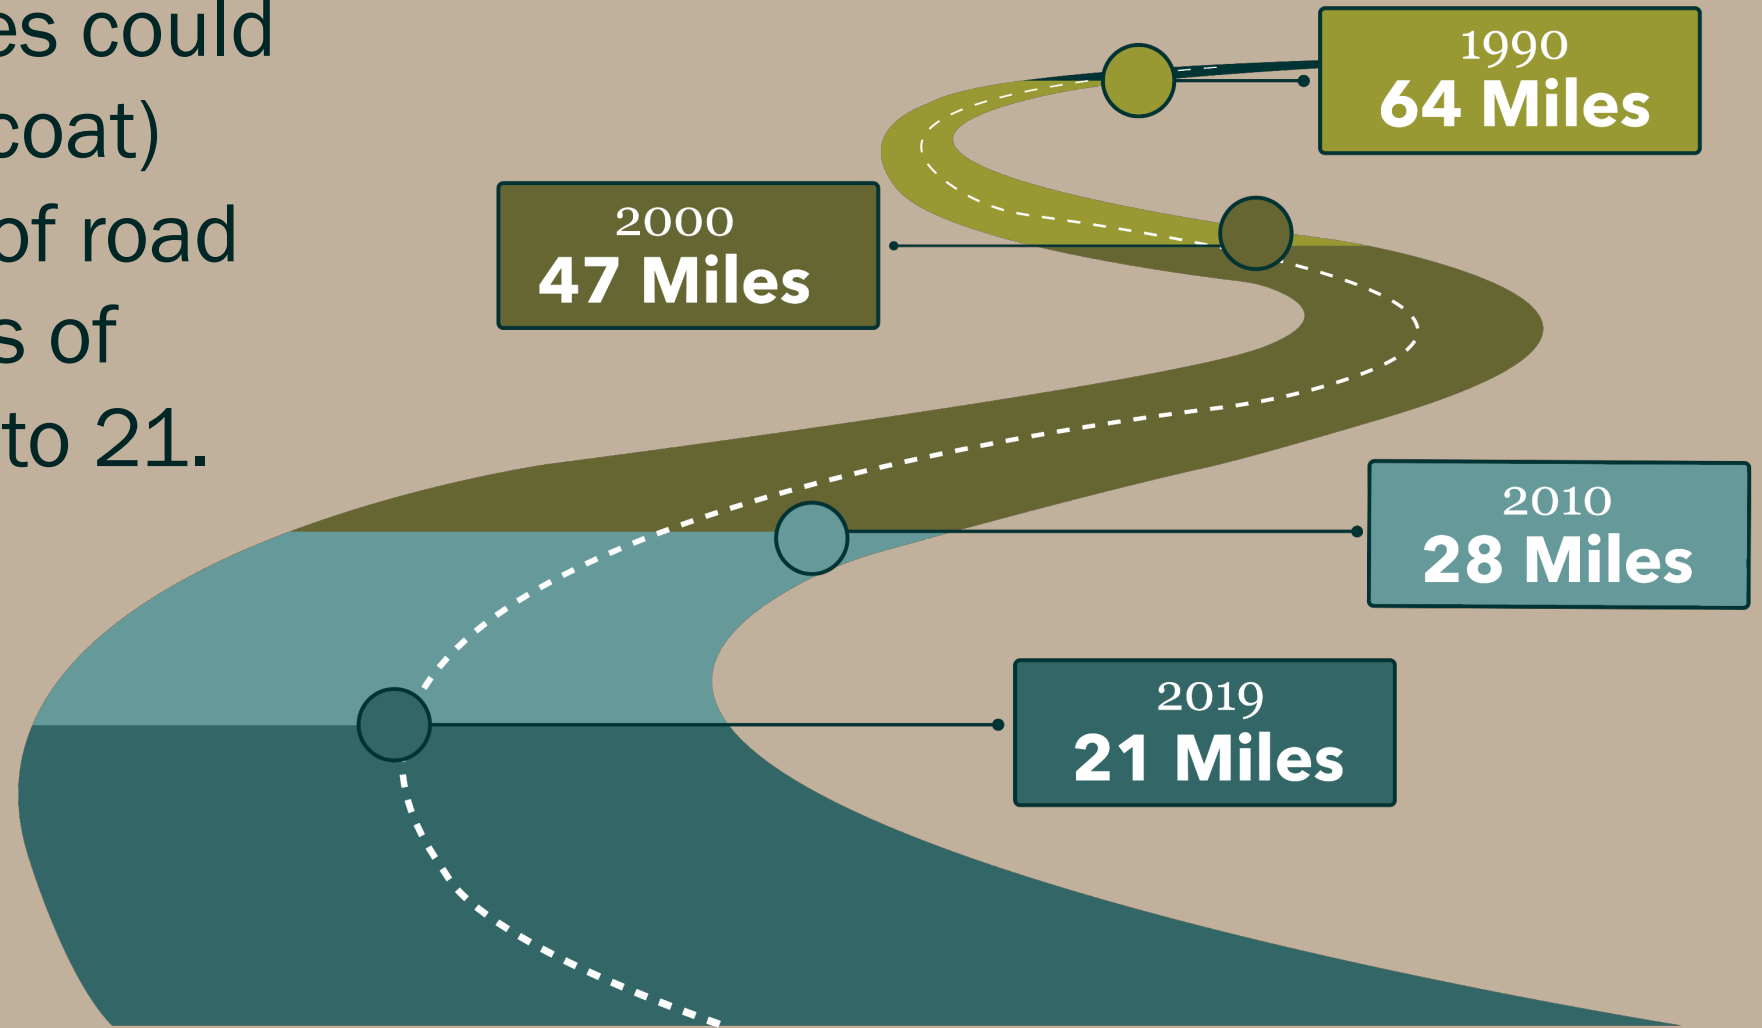 es could
coat)
of road
s of
to 21.
1990
64 Miles
2000
47 Miles
2010
28 Miles
2019
21 Miles